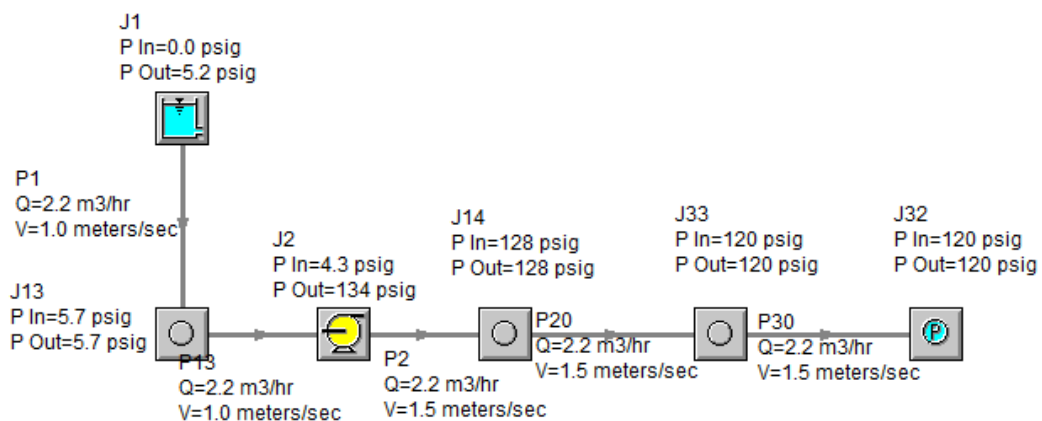 J1
P In=0.0 psig
P Out=5.2 psig
P1
Q=2.2 m3/hr
V=1.0 meters/sec
J13
P In=5.7 psig
P Out=5.7 psig
P13
Q=2.2 m3/hr
V=1.0 meters/sec
J2
P In=4.3 psig
P Out=134 psig
P2
Q=2.2 m3/hr
V=1.5 meters/sec
J14
P In=128 psig
P Out=128 psig
P20
Q=2.2 m3/hr
V=1.5 meters/sec
J33
P In=120 psig
P Out=120 psig
P30
Q=2.2 m3/hr
V=1.5 meters/sec
J32
P In=120 psig
P Out=120 psig
P